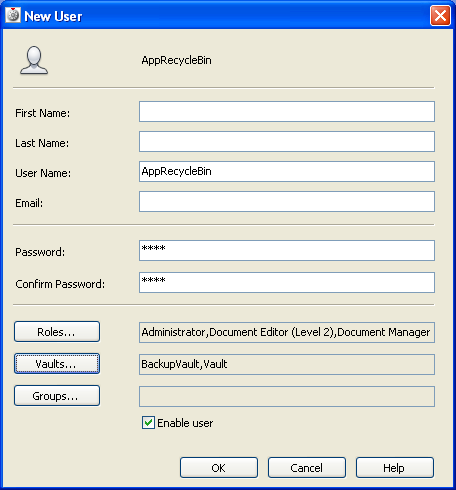 New User
AppRecycleBin
First Name:
Last Name:
User Name: AppRecycleBin
Email:
Password: ****
Confirm Password: ****
Roles... Administrator,Document Editor (Level 2),Document Manager
Vaults... BackupVault,Vault
Groups...
Enable user
OK Cancel Help